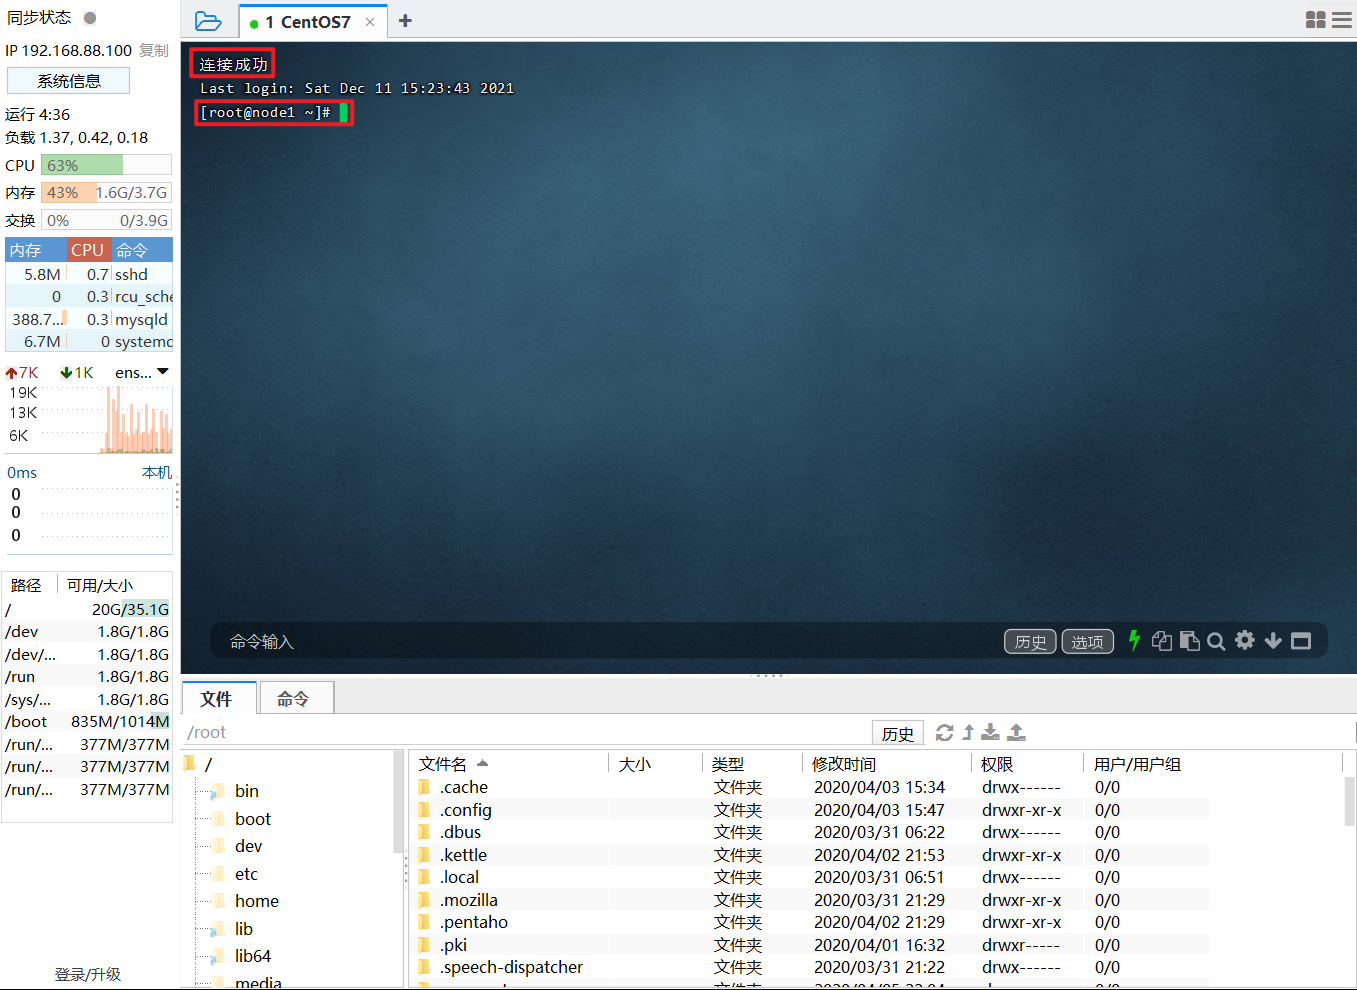 同步状态
IP 192.168.88.100 复制
系统信息
运行 4:36
负载 1.37, 0.42, 0.18
CPU 63%
内存 43% 1.6G/3.7G
交换 0% 0/3.9G
内存 CPU 命令
5.8M 0.7 sshd
0 0.3 rcu_sche
388.7... 0.3 mysqld
6.7M 0 systemd
7K 1K ens...
19K
13K
6K
0ms 本机
0
0
0
路径 可用/大小
/ 20G/35.1G
/dev 1.8G/1.8G
/dev/... 1.8G/1.8G
/run 1.8G/1.8G
/sys/... 1.8G/1.8G
/boot 835M/1014M
/run/... 377M/377M
/run/... 377M/377M
/run/... 377M/377M
登录/升级
1 CentOS7 × +
连接成功
Last login: Sat Dec 11 15:23:43 2021
[root@node1 ~]#
命令输入 历史 选项
文件 命令
/root 历史
/
bin
boot
dev
etc
home
lib
lib64
media
文件名 大小 类型 修改时间 权限 用户/用户组
.cache 文件夹 2020/04/03 15:34 drwx------ 0/0
.config 文件夹 2020/04/03 15:47 drwxr-xr-x 0/0
.dbus 文件夹 2020/03/31 06:22 drwx------ 0/0
.kettle 文件夹 2020/04/02 21:53 drwxr-xr-x 0/0
.local 文件夹 2020/03/31 06:51 drwx------ 0/0
.mozilla 文件夹 2020/03/31 21:29 drwxr-xr-x 0/0
.pentaho 文件夹 2020/04/02 21:29 drwxr-xr-x 0/0
.pki 文件夹 2020/04/01 16:32 drwxr----- 0/0
.speech-dispatcher 文件夹 2020/03/31 21:22 drwx------ 0/0